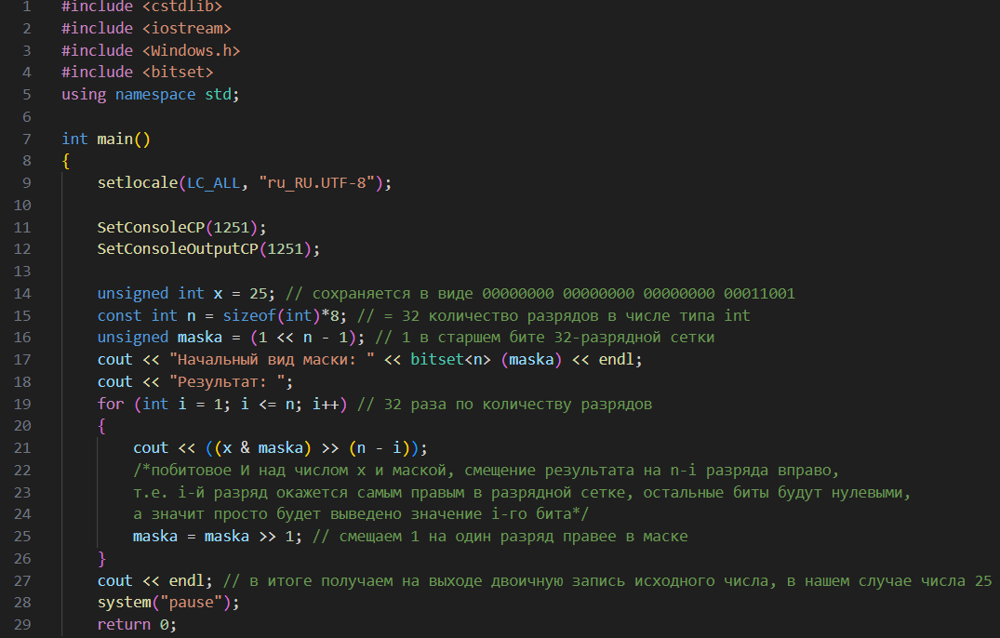 1 #include <cstdlib>
2 #include <iostream>
3 #include <Windows.h>
4 #include <bitset>
5 using namespace std;
6
7 int main()
8 {
9 setlocale(LC_ALL, "ru_RU.UTF-8");
10
11 SetConsoleCP(1251);
12 SetConsoleOutputCP(1251);
13
14 unsigned int x = 25; // сохраняется в виде 00000000 00000000 00000000 00011001
15 const int n = sizeof(int)*8; // = 32 количество разрядов в числе типа int
16 unsigned maska = (1 << n - 1); // 1 в старшем бите 32-разрядной сетки
17 cout << "Начальный вид маски: " << bitset<n> (maska) << endl;
18 cout << "Результат: ";
19 for (int i = 1; i <= n; i++) // 32 раза по количеству разрядов
20 {
21 cout << ((x & maska) >> (n - i));
22 /*побитовое И над числом x и маской, смещение результата на n-i разряда вправо,
23 т.е. i-й разряд окажется самым правым в разрядной сетке, остальные биты будут нулевыми,
24 а значит просто будет выведено значение i-го бита*/
25 maska = maska >> 1; // смещаем 1 на один разряд правее в маске
26 }
27 cout << endl; // в итоге получаем на выходе двоичную запись исходного числа, в нашем случае числа 25
28 system("pause");
29 return 0;